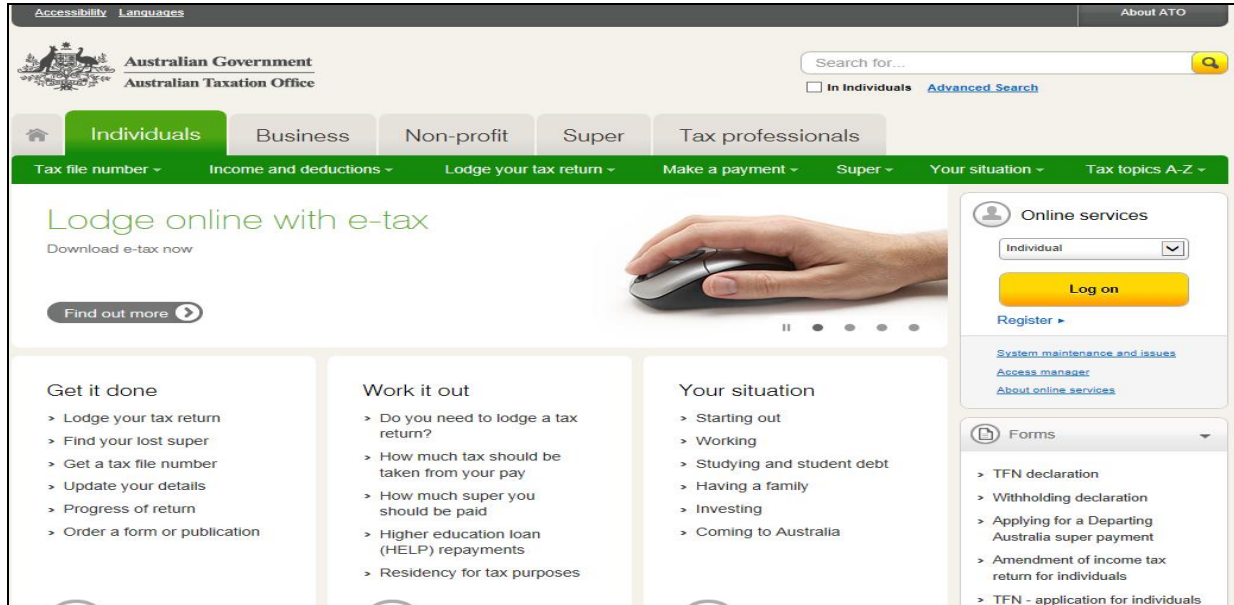 Accessibility Languages About ATO
Australian Government
Australian Taxation Office
Search for...
In Individuals Advanced Search
Individuals Business Non-profit Super Tax professionals
Tax file number Income and deductions Lodge your tax return Make a payment Super Your situation Tax topics A-Z
Lodge online with e-tax
Download e-tax now
Find out more
Online services
Individual
Log on
Register
System maintenance and issues
Access manager
About online services
Get it done
Lodge your tax return
Find your lost super
Get a tax file number
Update your details
Progress of return
Order a form or publication
Work it out
Do you need to lodge a tax
return?
How much tax should be
taken from your pay
How much super you
should be paid
Higher education loan
(HELP) repayments
Residency for tax purposes
Your situation
Starting out
Working
Studying and student debt
Having a family
Investing
Coming to Australia
Forms
TFN declaration
Withholding declaration
Applying for a Departing
Australia super payment
Amendment of income tax
return for individuals
TFN - application for individuals